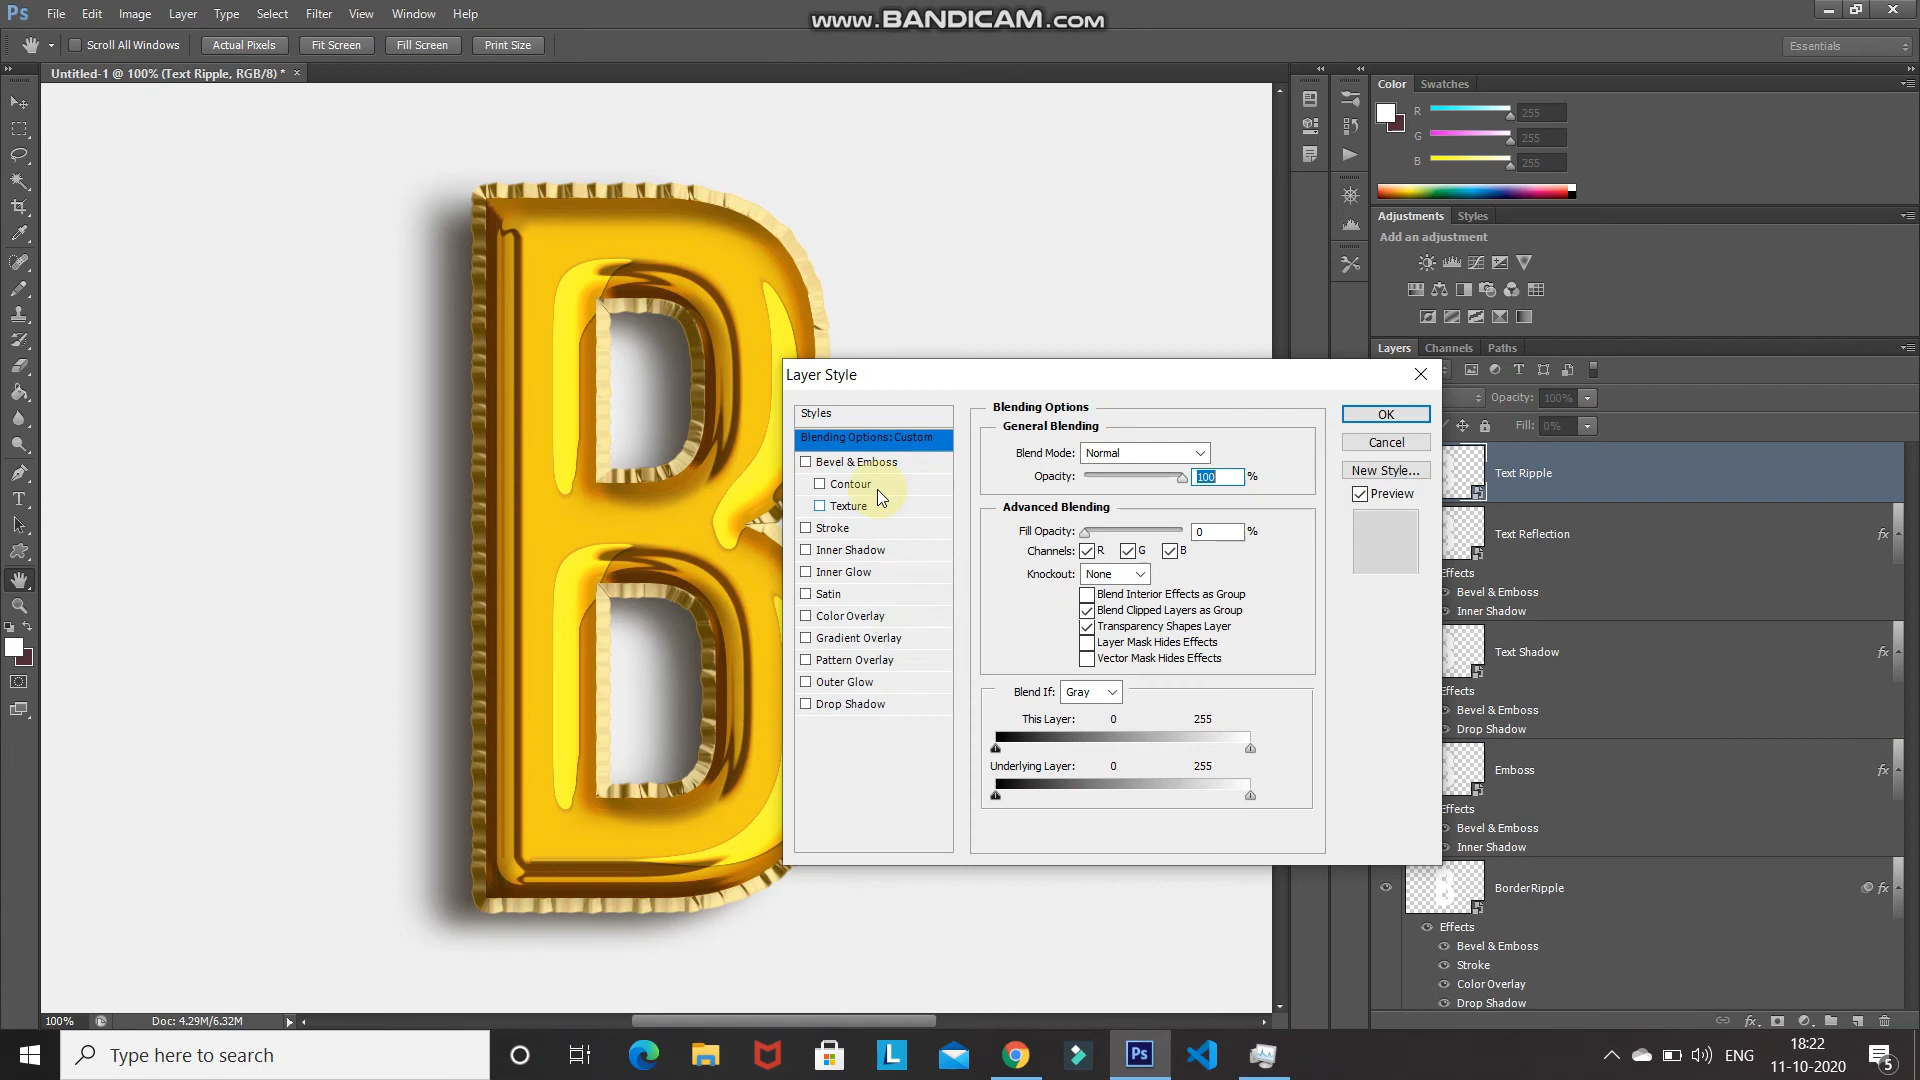 www.BANDICAM.com
Ps File Edit Image Layer Type Select Filter View Window Help
Scroll All Windows Actual Pixels Fit Screen Fill Screen Print Size Essentials
Untitled-1 @ 100% (Text Ripple, RGB/8) * ×
Color Swatches
R 255
G 255
B 255
Adjustments Styles
Add an adjustment
Layers Channels Paths
Opacity: 100%
Fill: 0%
Text Ripple
Text Reflection fx
Effects
Bevel & Emboss
Inner Shadow
Text Shadow fx
Effects
Bevel & Emboss
Drop Shadow
Emboss fx
Effects
Bevel & Emboss
Inner Shadow
BorderRipple fx
Effects
Bevel & Emboss
Stroke
Color Overlay
Drop Shadow
B
Layer Style
Styles
Blending Options: Custom
Bevel & Emboss
Contour
Texture
Stroke
Inner Shadow
Inner Glow
Satin
Color Overlay
Gradient Overlay
Pattern Overlay
Outer Glow
Drop Shadow
Blending Options
General Blending
Blend Mode: Normal
Opacity: 100 %
Advanced Blending
Fill Opacity: 0 %
Channels: R G B
Knockout: None
Blend Interior Effects as Group
Blend Clipped Layers as Group
Transparency Shapes Layer
Layer Mask Hides Effects
Vector Mask Hides Effects
Blend If: Gray
This Layer: 0 255
Underlying Layer: 0 255
OK
Cancel
New Style...
Preview
100% Doc: 4.29M/6.32M
Type here to search
L
Ps
ENG
18:22
11-10-2020
5